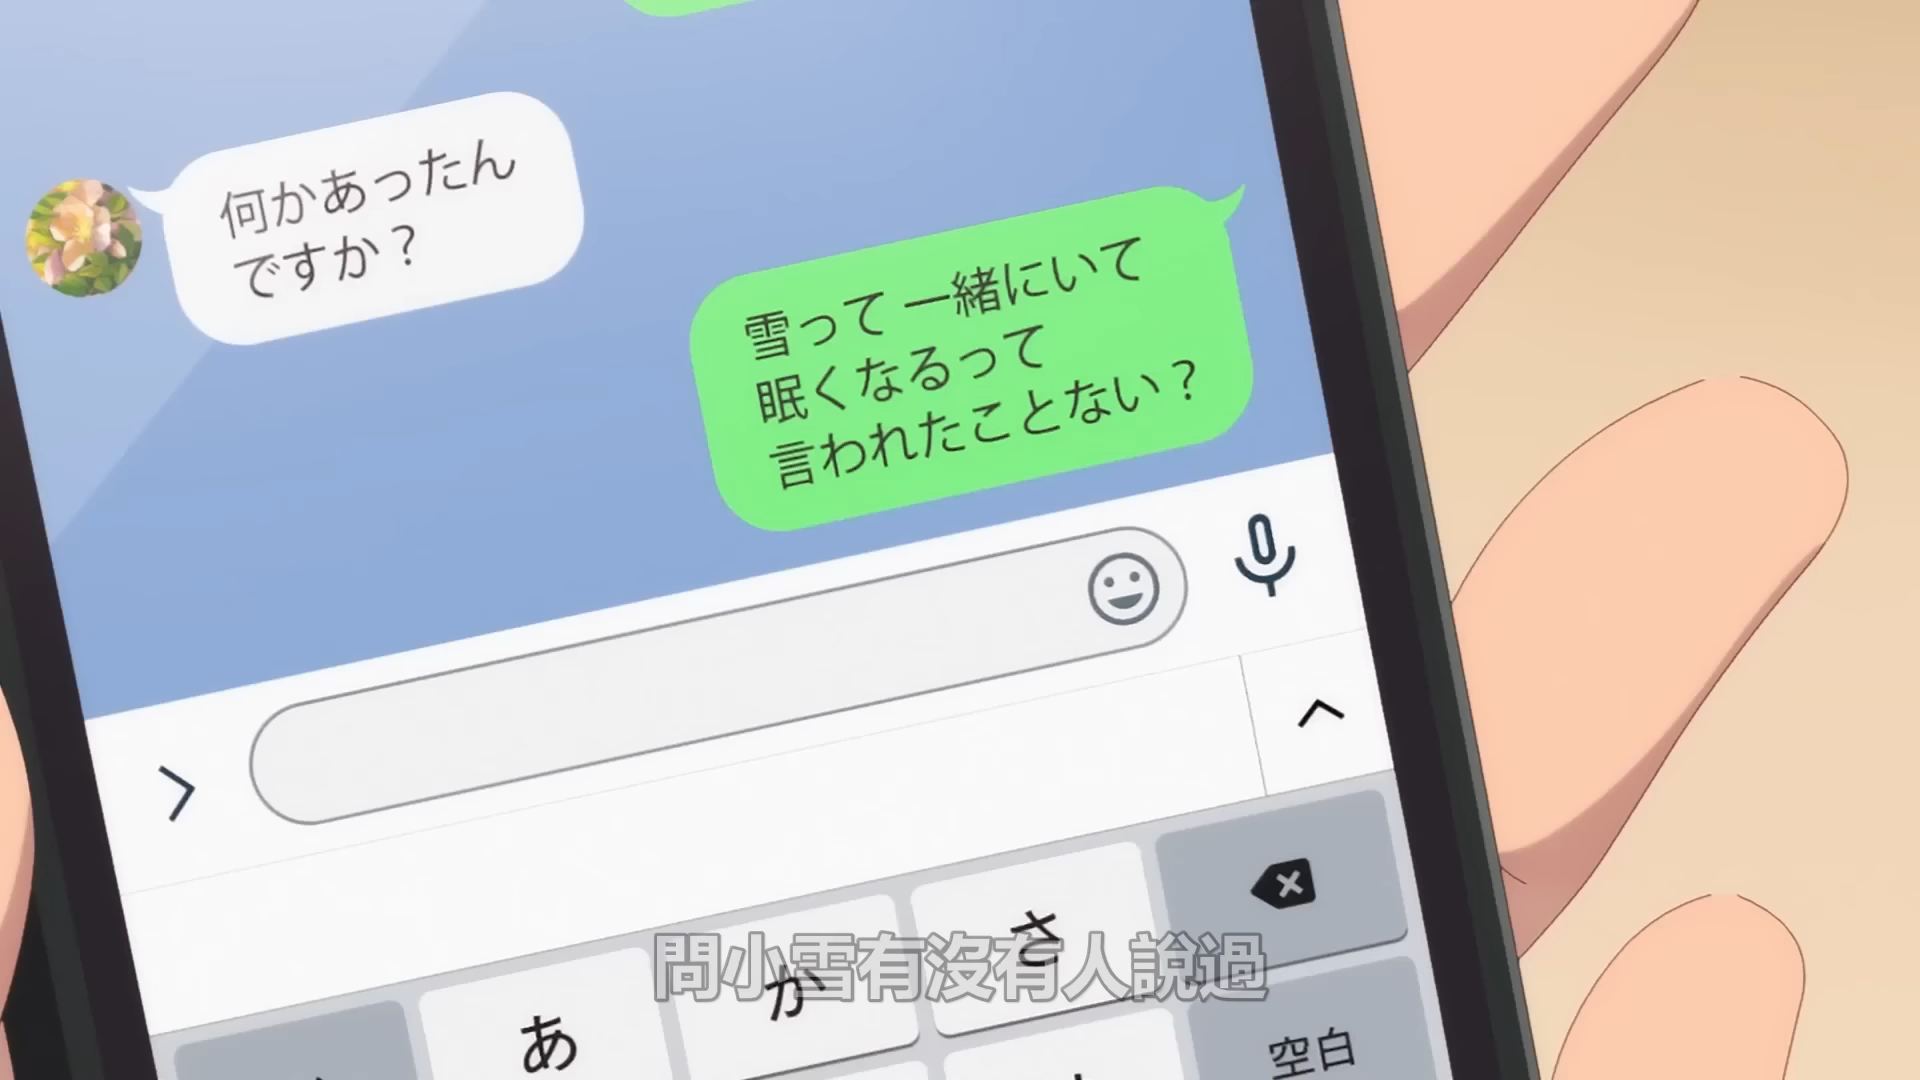 何かあったん
ですか？
雪って 一緒にいて
眠くなるって
言われたことない？
さ
か
あ
空白
問小雪有沒有人說過